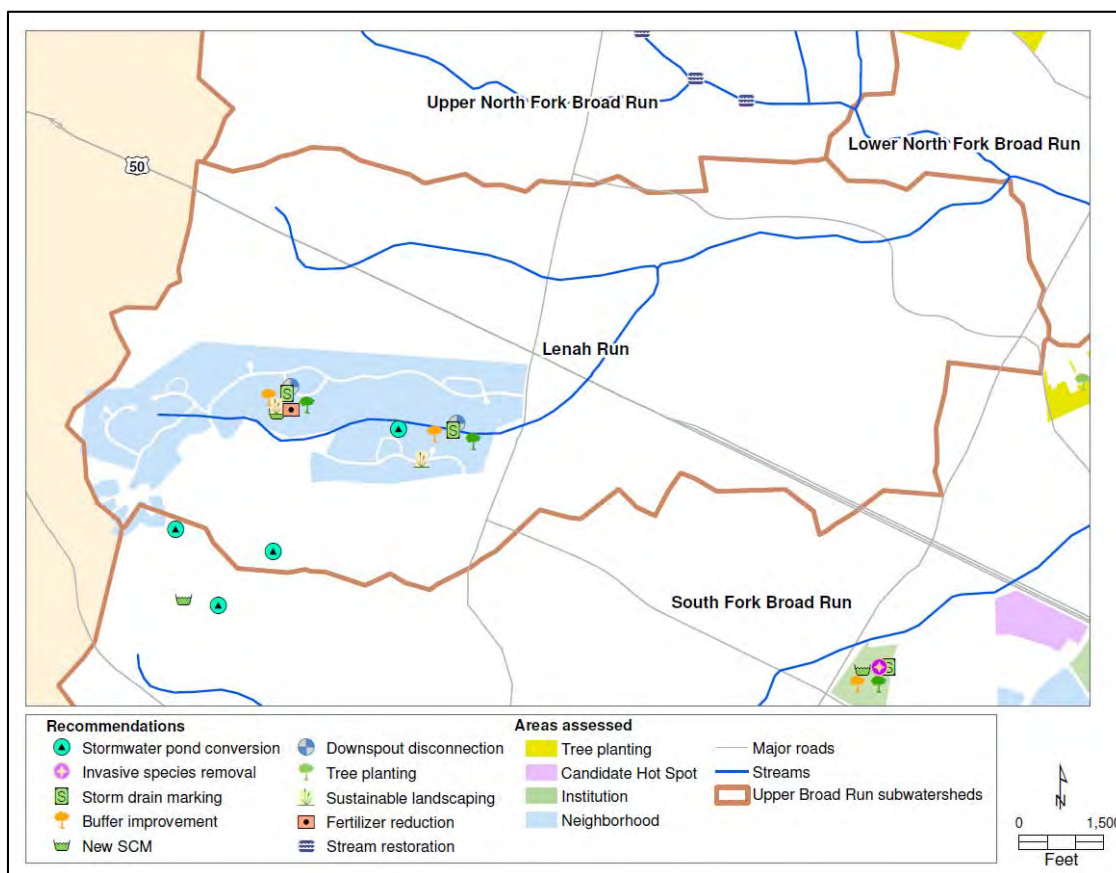 Upper North Fork Broad Run
Lower North Fork Broad Run
50
Lenah Run
South Fork Broad Run
S
S
S
Recommendations
Stormwater pond conversion
Invasive species removal
S Storm drain marking
Buffer improvement
New SCM
Downspout disconnection
Tree planting
Sustainable landscaping
Fertilizer reduction
Stream restoration
Areas assessed
Tree planting
Candidate Hot Spot
Institution
Neighborhood
Major roads
Streams
Upper Broad Run subwatersheds
N
0 1,500
Feet